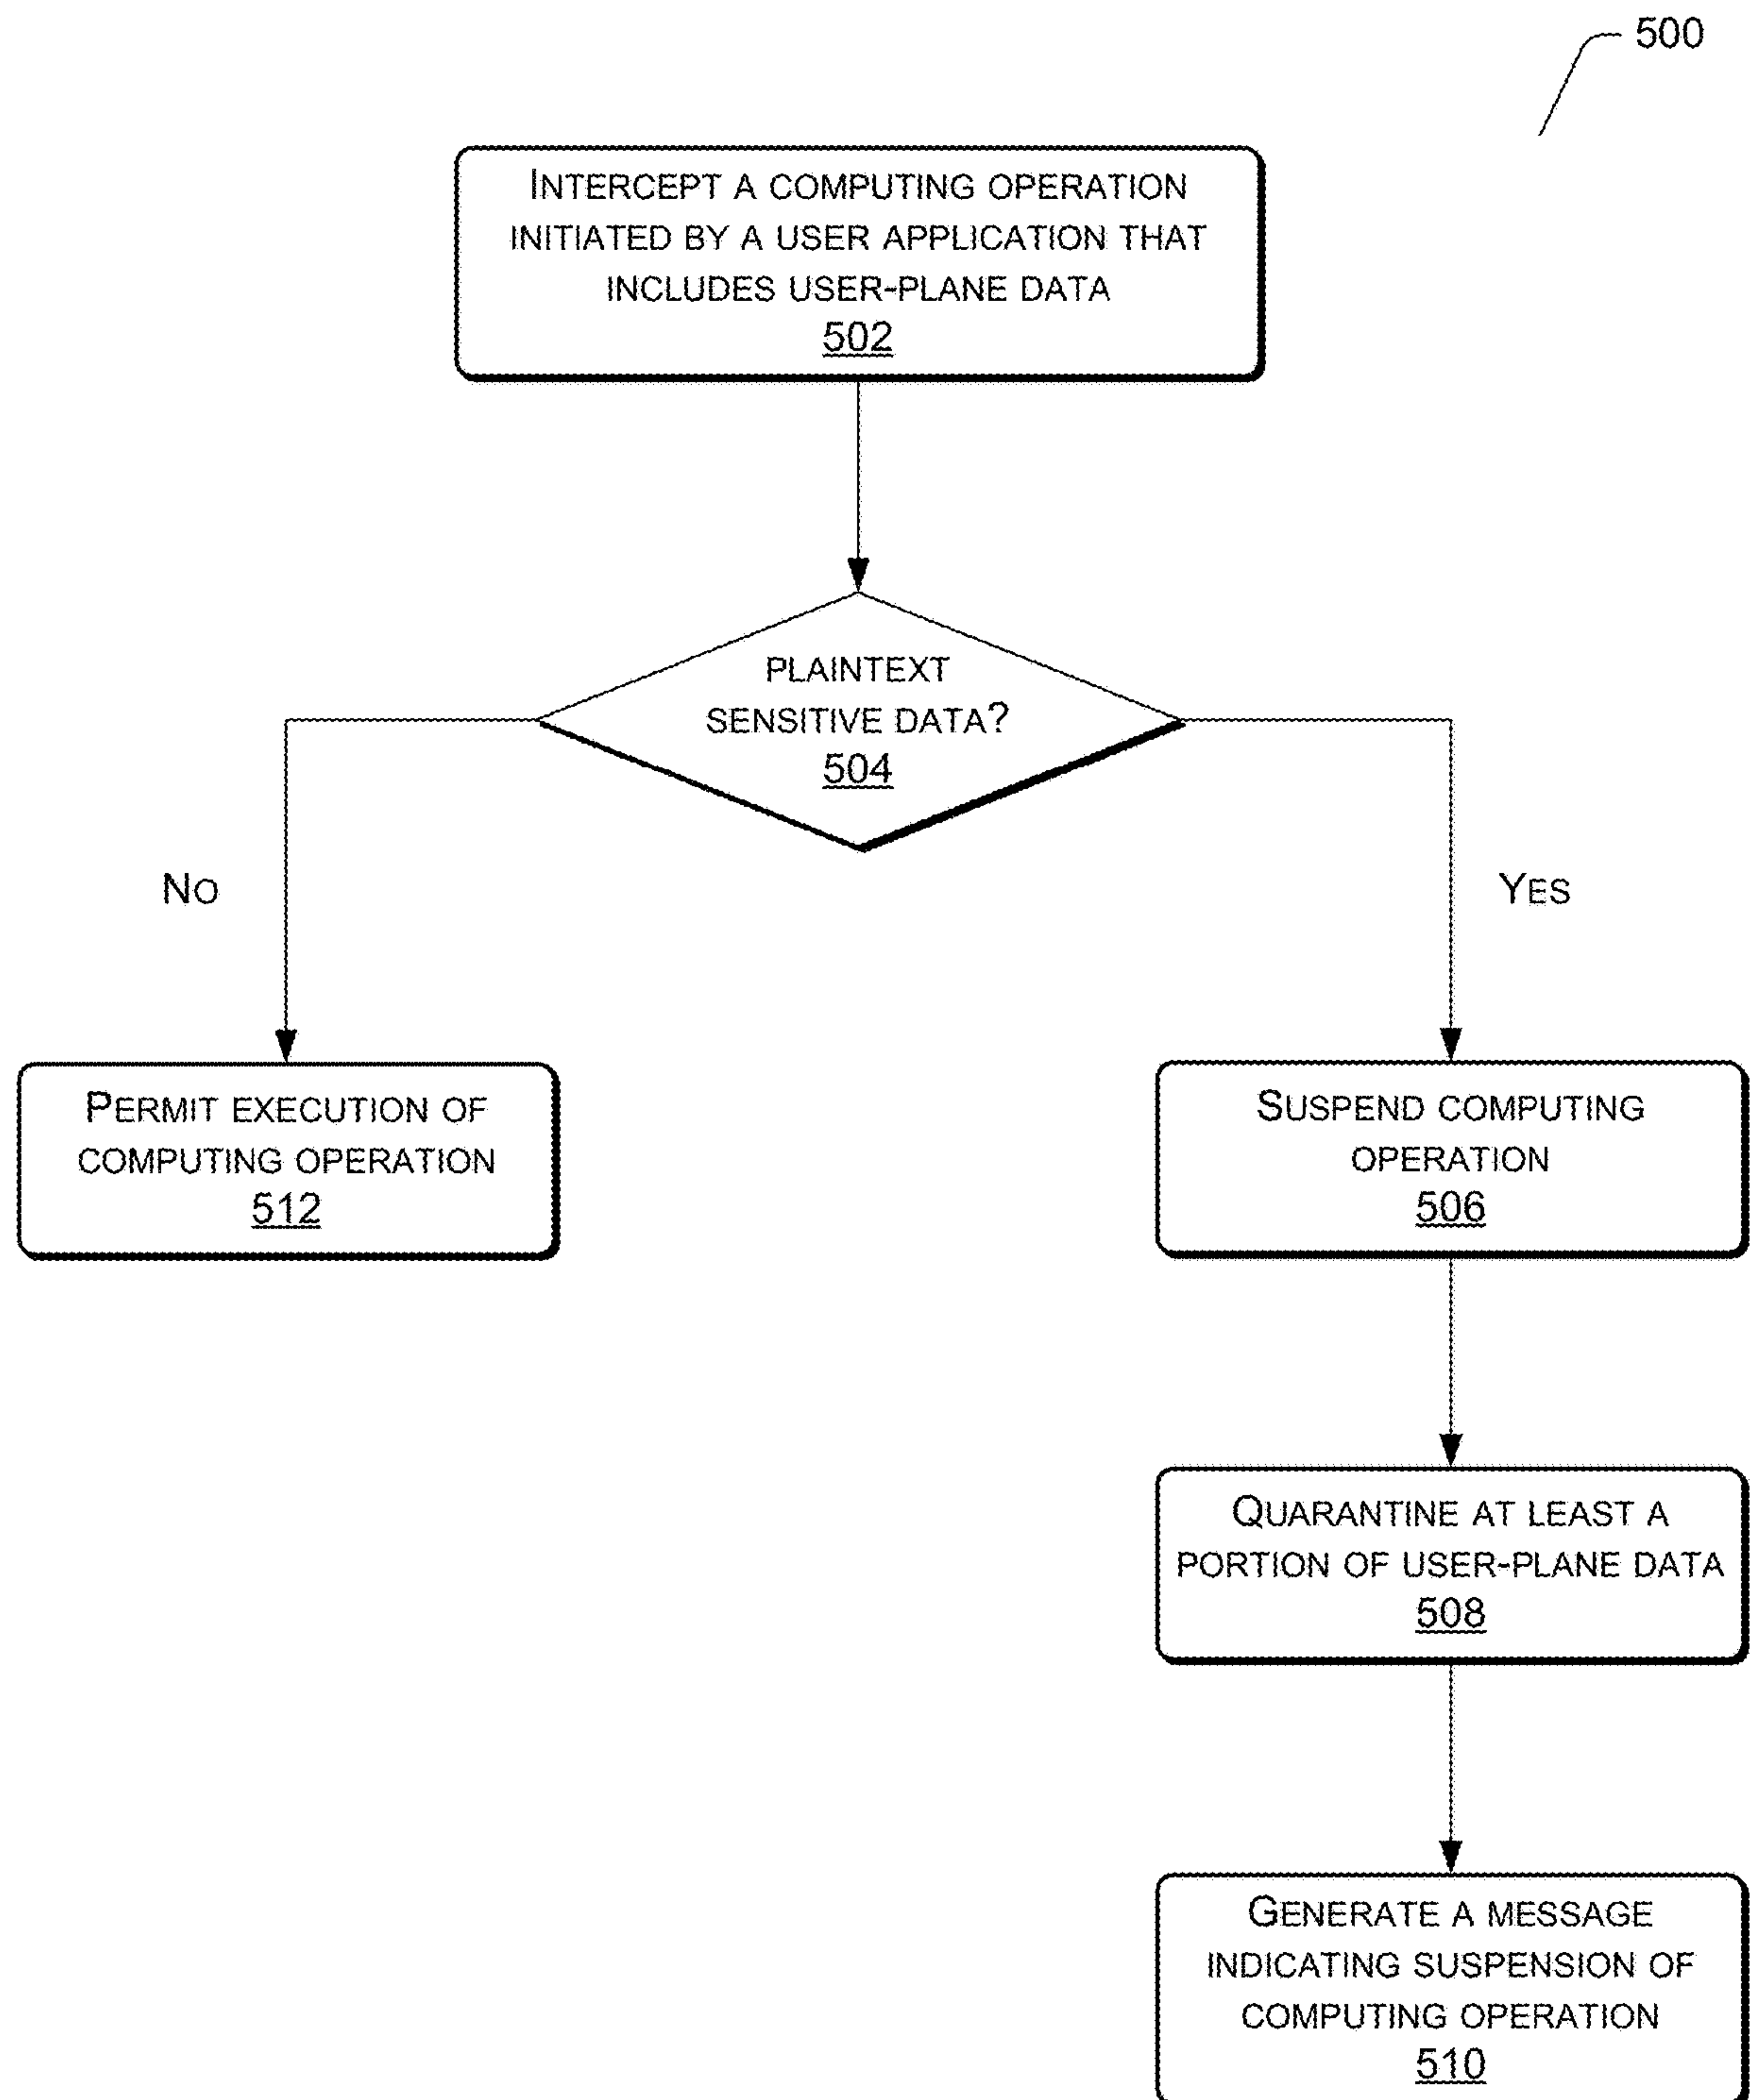 500
INTERCEPT A COMPUTING OPERATION
INITIATED BY A USER APPLICATION THAT
INCLUDES USER-PLANE DATA
502
PLAINTEXT
SENSITIVE DATA?
504
NO
YES
PERMIT EXECUTION OF
COMPUTING OPERATION
512
SUSPEND COMPUTING
OPERATION
506
QUARANTINE AT LEAST A
PORTION OF USER-PLANE DATA
508
GENERATE A MESSAGE
INDICATING SUSPENSION OF
COMPUTING OPERATION
510